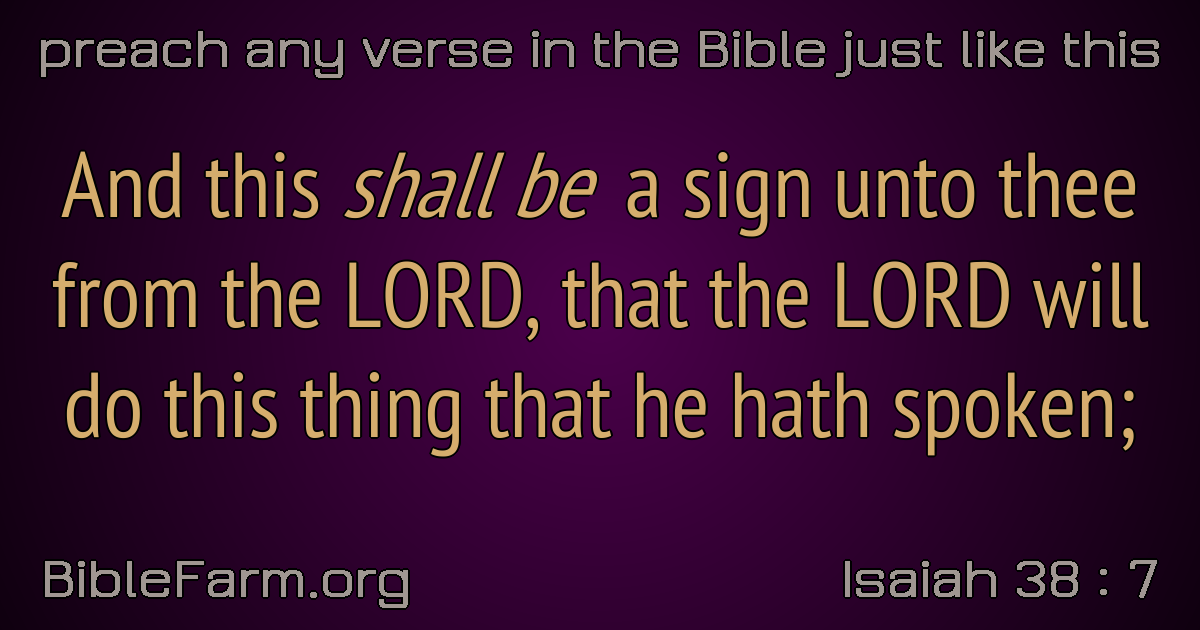 preach any verse in the Bible just like this
And this shall be a sign unto thee
from the LORD, that the LORD will
do this thing that he hath spoken;
BibleFarm.org
Isaiah 38 : 7